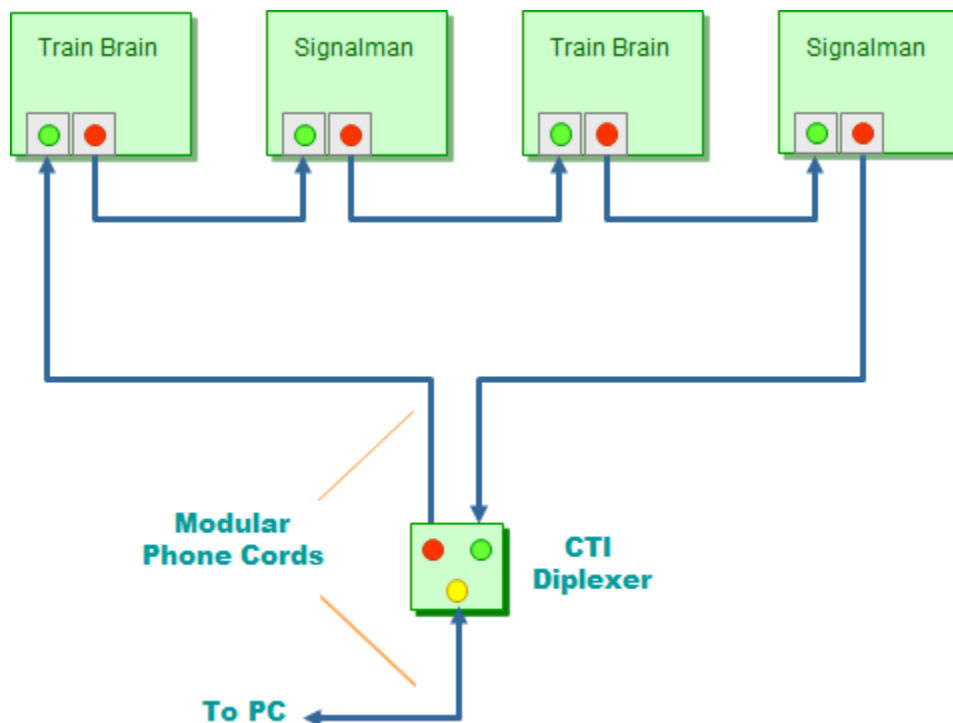 Train Brain
Signalman
Train Brain
Signalman
Modular
Phone Cords
CTI
Diplexer
To PC